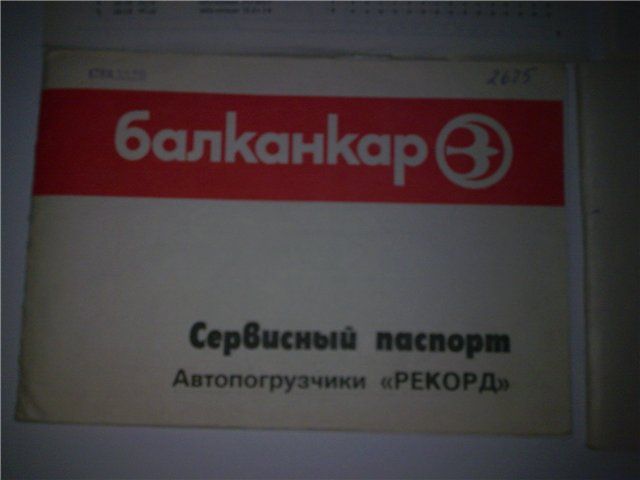 2675
балканкар
Сервисный паспорт
Автопогрузчики «РЕКОРД»